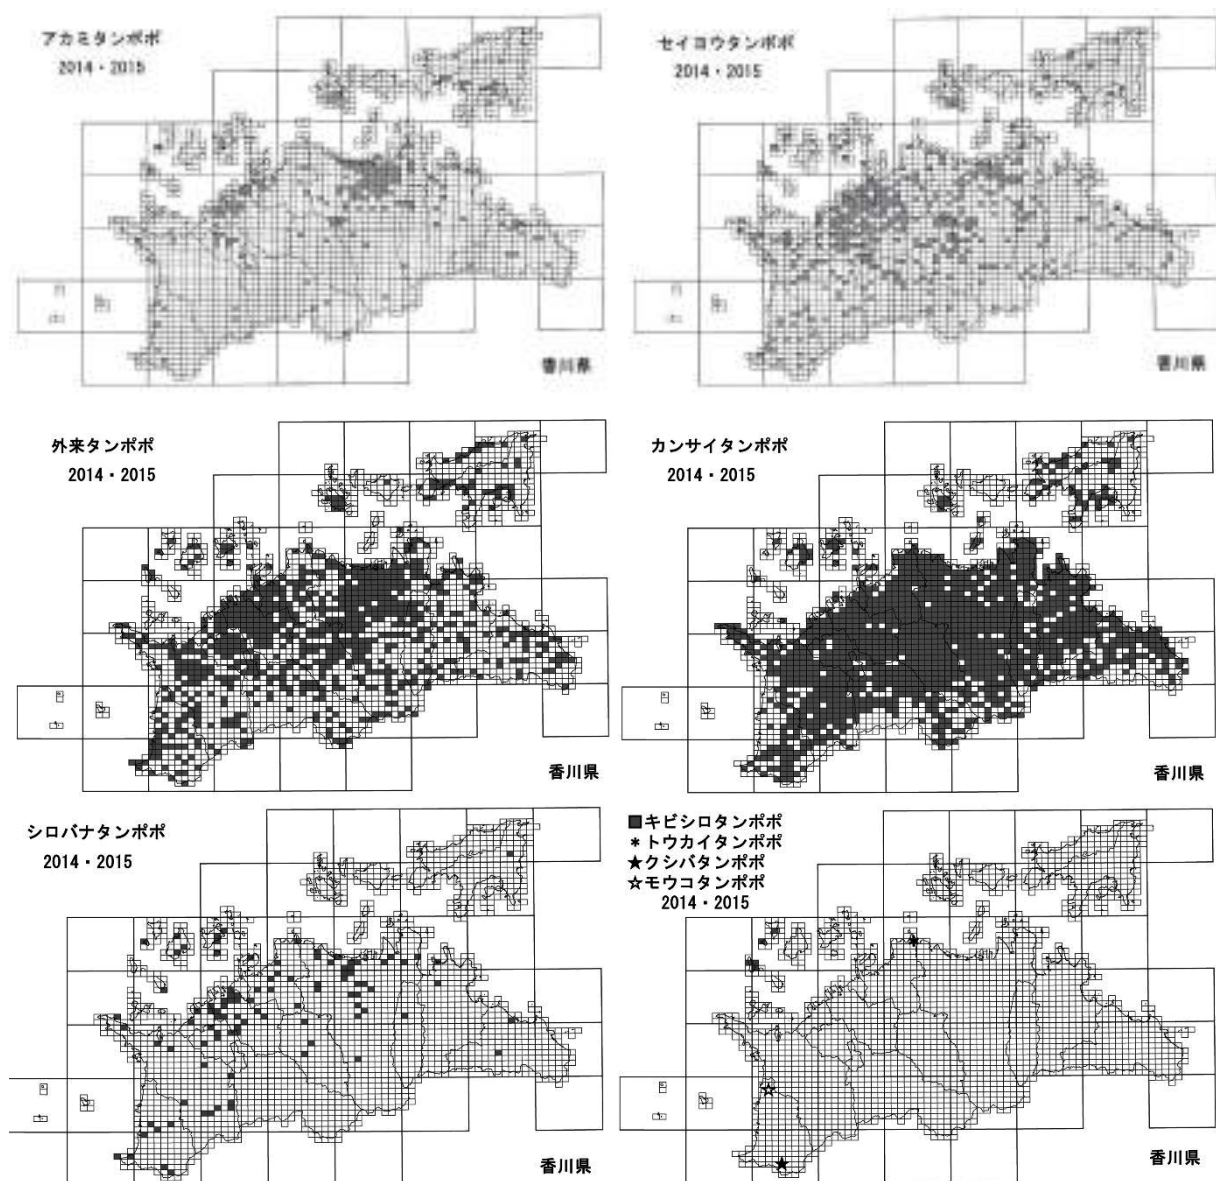 アカミタンポポ
2014・2015
香川県
セイヨウタンポポ
2014・2015
香川県
外来タンポポ
2014・2015
香川県
カンサイタンポポ
2014・2015
香川県
シロバナタンポポ
2014・2015
香川県
■キビシロタンポポ
*トウカイタンポポ
★クシバタンポポ
☆モウコタンポポ
2014・2015
香川県